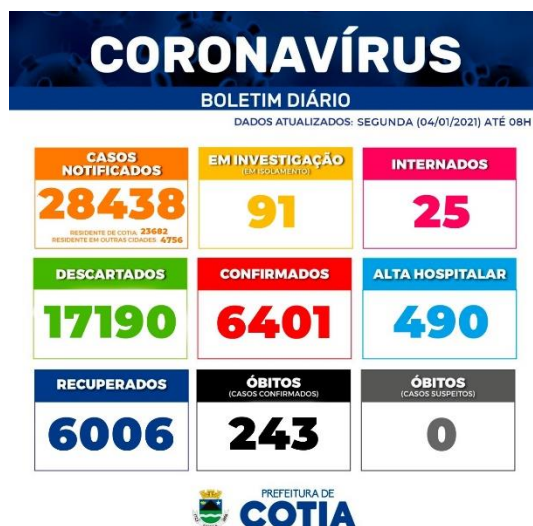 CORONAVÍRUS
BOLETIM DIÁRIO
DADOS ATUALIZADOS: SEGUNDA (04/01/2021) ATÉ 08H
CASOS
NOTIFICADOS
28438
RESIDENTE DE COTIA: 23682
RESIDENTE EM OUTRAS CIDADES: 4756
EM INVESTIGAÇÃO
(EM ISOLAMENTO)
91
INTERNADOS
25
DESCARTADOS
17190
CONFIRMADOS
6401
ALTA HOSPITALAR
490
RECUPERADOS
6006
ÓBITOS
(CASOS CONFIRMADOS)
243
ÓBITOS
(CASOS SUSPEITOS)
0
PREFEITURA DE
COTIA